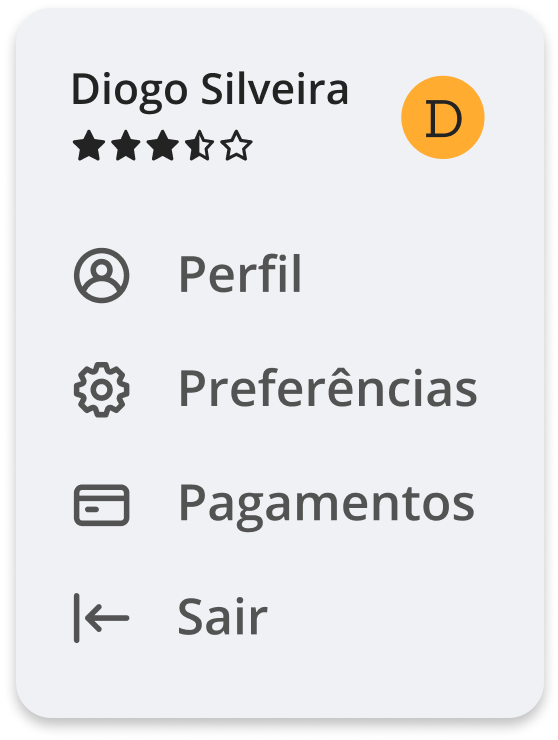 Diogo Silveira
D
Perfil
Preferências
Pagamentos
Sair